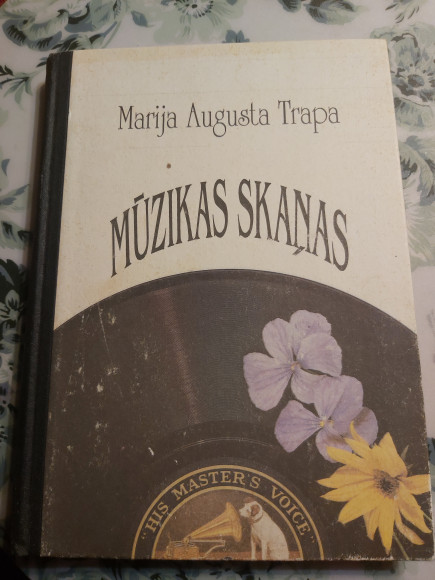 Marija Augusta Trapa
MŪZIKAS SKAŅAS
"HIS MASTER'S VOICE"